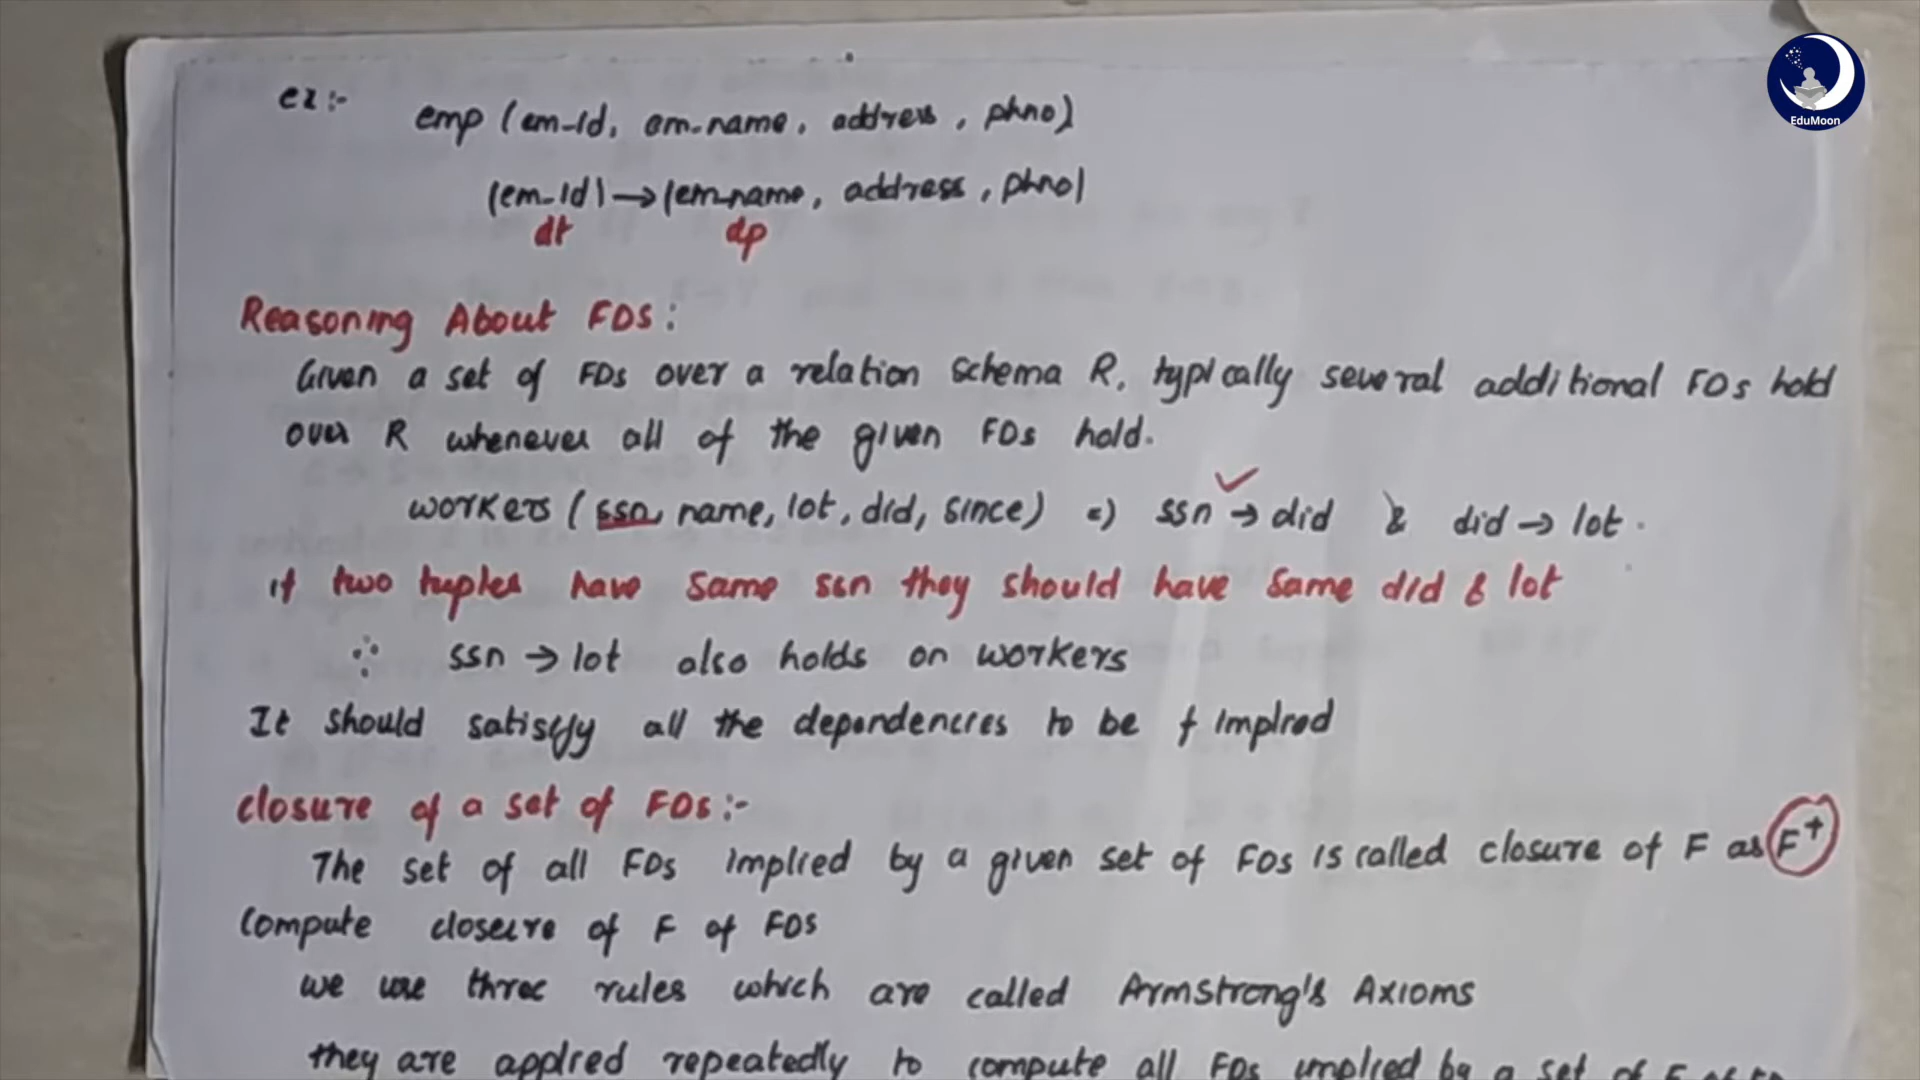 ex:-
emp (em-Id, em-name, address, phno)
(em-Id) → (em-name, address, phno)
dt dp
Reasoning About FDS:
Given a set of FDs over a relation schema R, typically several additional FDs hold
over R whenever all of the given FDs hold.
workers (ssn, name, lot, did, since) => ssn → did & did → lot.
if two tuples have same ssn they should have same did & lot
∴ ssn → lot also holds on workers
It should satisfy all the dependencies to be f implied
closure of a set of FDs:-
The set of all FDs implied by a given set of FDs is called closure of F as F+
compute closure of F of FDs
we use three rules which are called Armstrong's Axioms
they are applied repeatedly to compute all FDs implied by a set of F
EduMoon